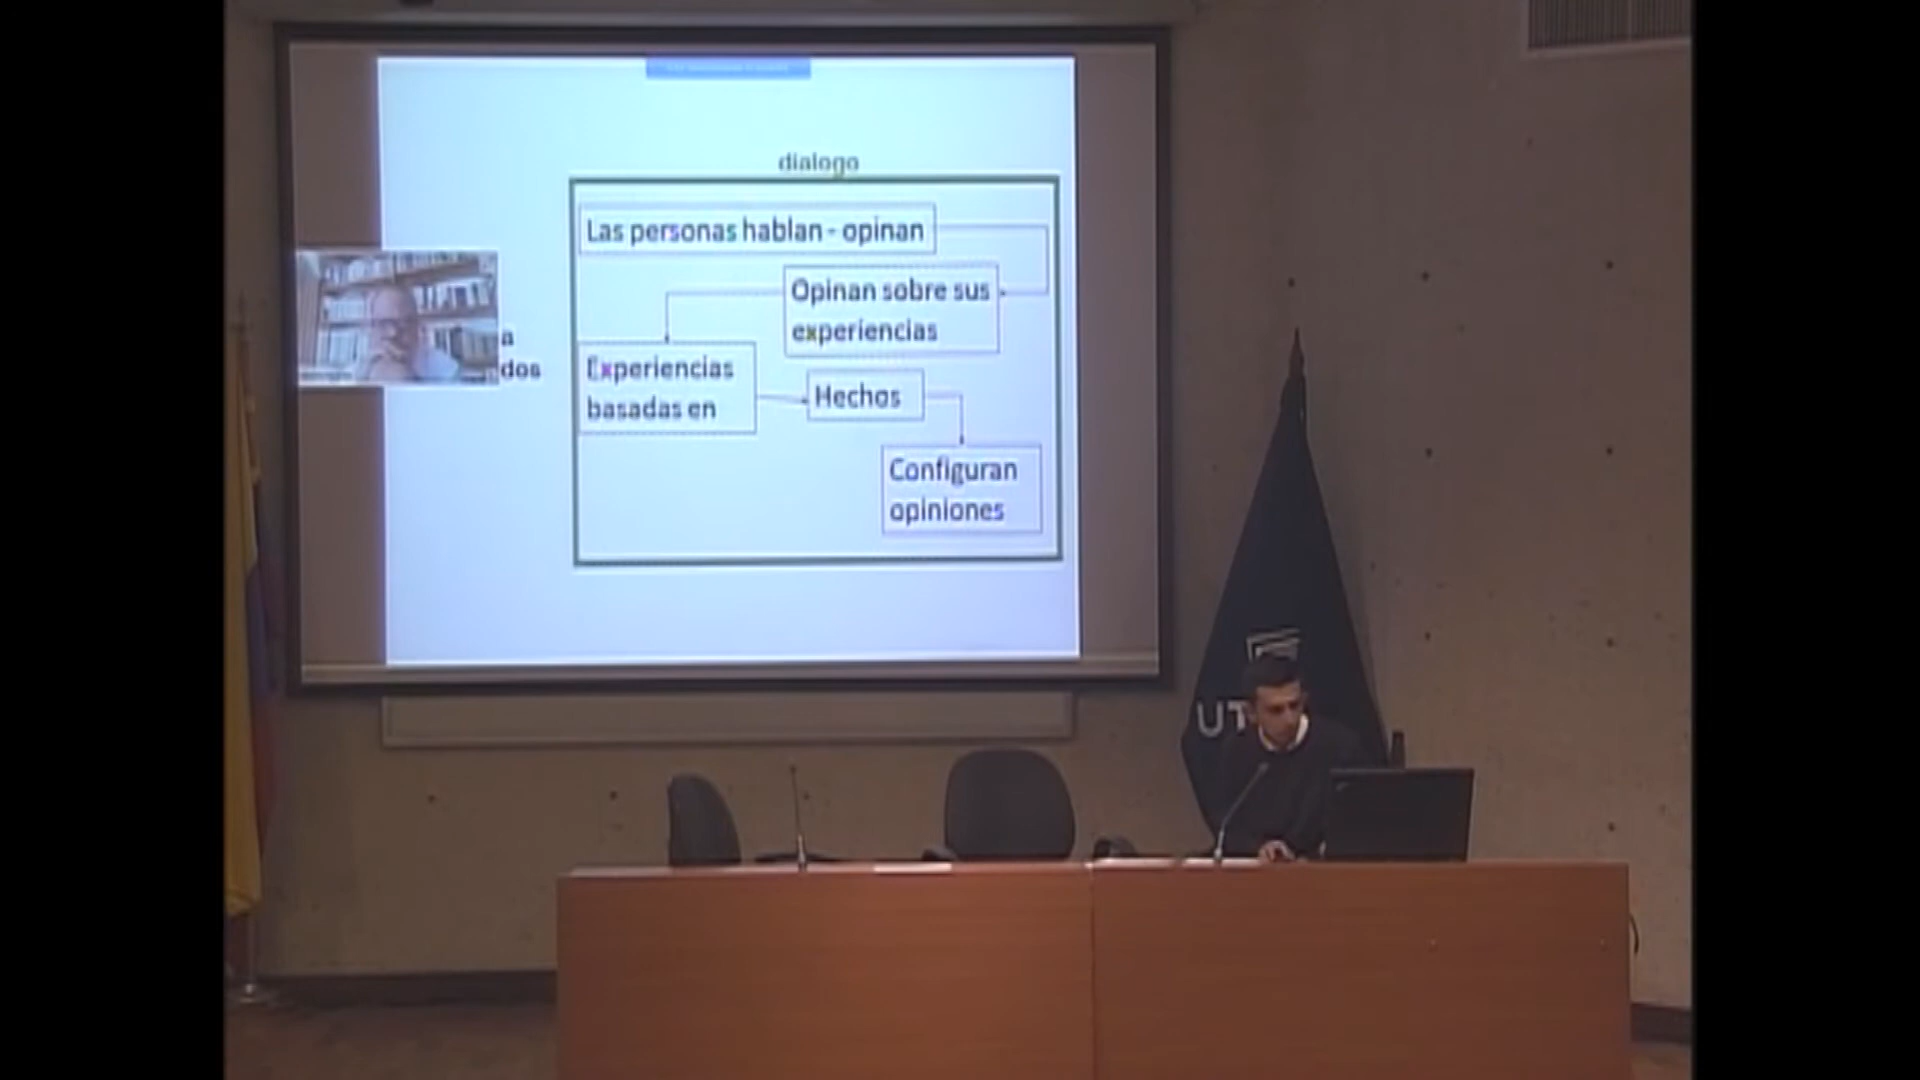 dialogo
Las personas hablan - opinan
Opinan sobre sus
experiencias
a
dos
Experiencias
basadas en
Hechos
Configuran
opiniones
UT